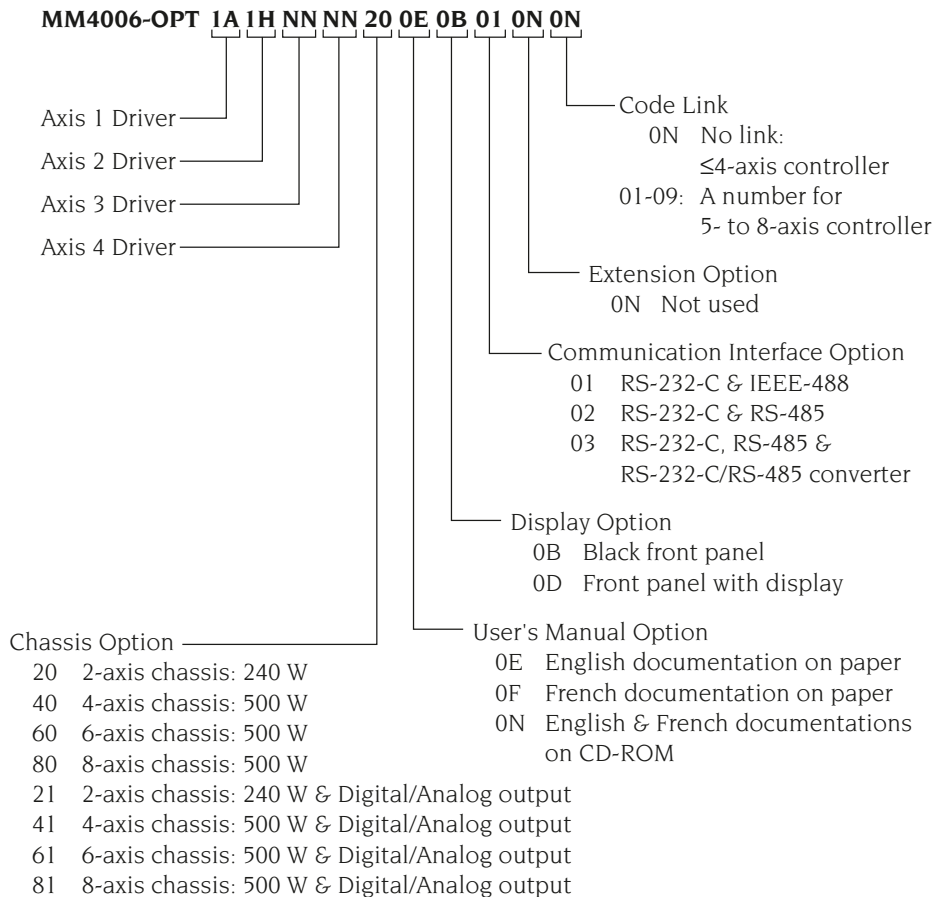 MM4006-OPT 1A 1H NN NN 20 0E 0B 01 0N 0N
Axis 1 Driver
Axis 2 Driver
Axis 3 Driver
Axis 4 Driver
Code Link
0N No link:
≤4-axis controller
01-09: A number for
5- to 8-axis controller
Extension Option
0N Not used
Communication Interface Option
01 RS-232-C & IEEE-488
02 RS-232-C & RS-485
03 RS-232-C, RS-485 &
RS-232-C/RS-485 converter
Display Option
0B Black front panel
0D Front panel with display
User's Manual Option
0E English documentation on paper
0F French documentation on paper
0N English & French documentations
on CD-ROM
Chassis Option
20 2-axis chassis: 240 W
40 4-axis chassis: 500 W
60 6-axis chassis: 500 W
80 8-axis chassis: 500 W
21 2-axis chassis: 240 W & Digital/Analog output
41 4-axis chassis: 500 W & Digital/Analog output
61 6-axis chassis: 500 W & Digital/Analog output
81 8-axis chassis: 500 W & Digital/Analog output